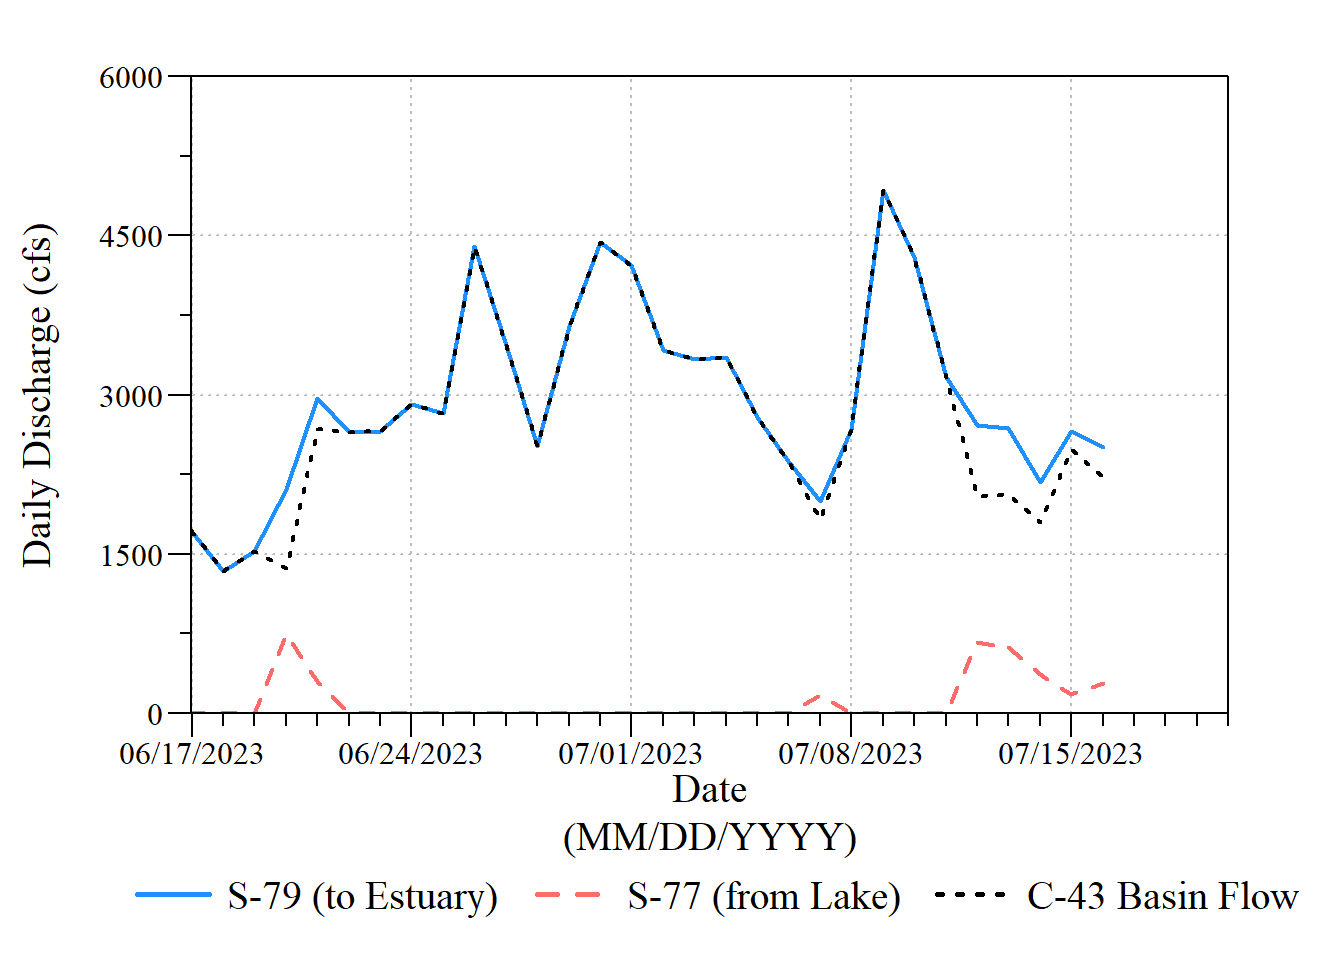 Daily Discharge (cfs)
6000
4500
3000
1500
0
06/17/2023 06/24/2023 07/01/2023 07/08/2023 07/15/2023
Date
(MM/DD/YYYY)
S-79 (to Estuary) S-77 (from Lake) C-43 Basin Flow